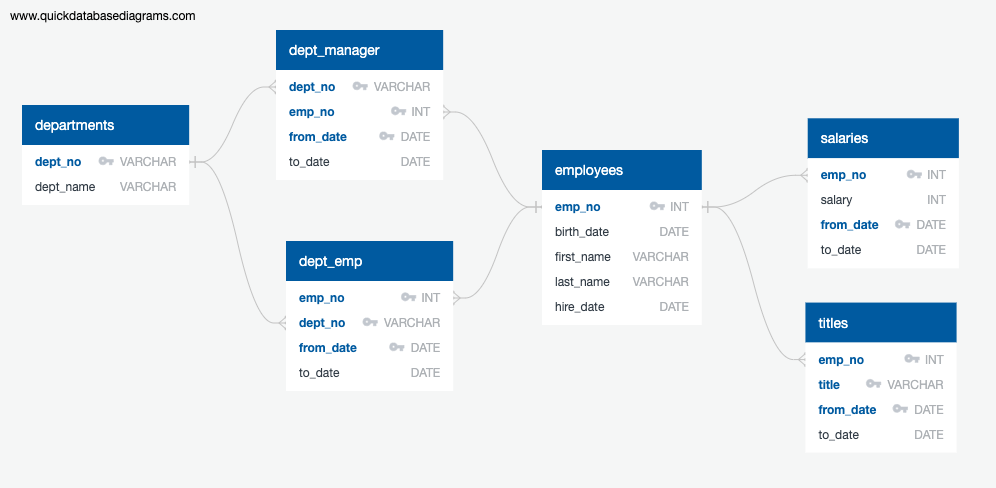 www.quickdatabasediagrams.com
departments
dept_no VARCHAR
dept_name VARCHAR
dept_manager
dept_no VARCHAR
emp_no INT
from_date DATE
to_date DATE
dept_emp
emp_no INT
dept_no VARCHAR
from_date DATE
to_date DATE
employees
emp_no INT
birth_date DATE
first_name VARCHAR
last_name VARCHAR
hire_date DATE
salaries
emp_no INT
salary INT
from_date DATE
to_date DATE
titles
emp_no INT
title VARCHAR
from_date DATE
to_date DATE